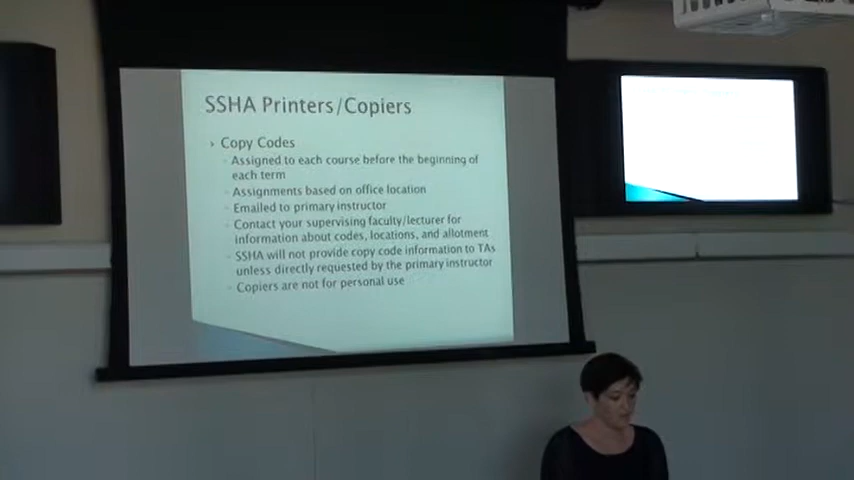 SSHA Printers/Copiers
Copy Codes
Assigned to each course before the beginning of
each term
Assignments based on office location
Emailed to primary instructor
Contact your supervising faculty/lecturer for
information about codes, locations, and allotment
SSHA will not provide copy code information to TAs
unless directly requested by the primary instructor
Copiers are not for personal use